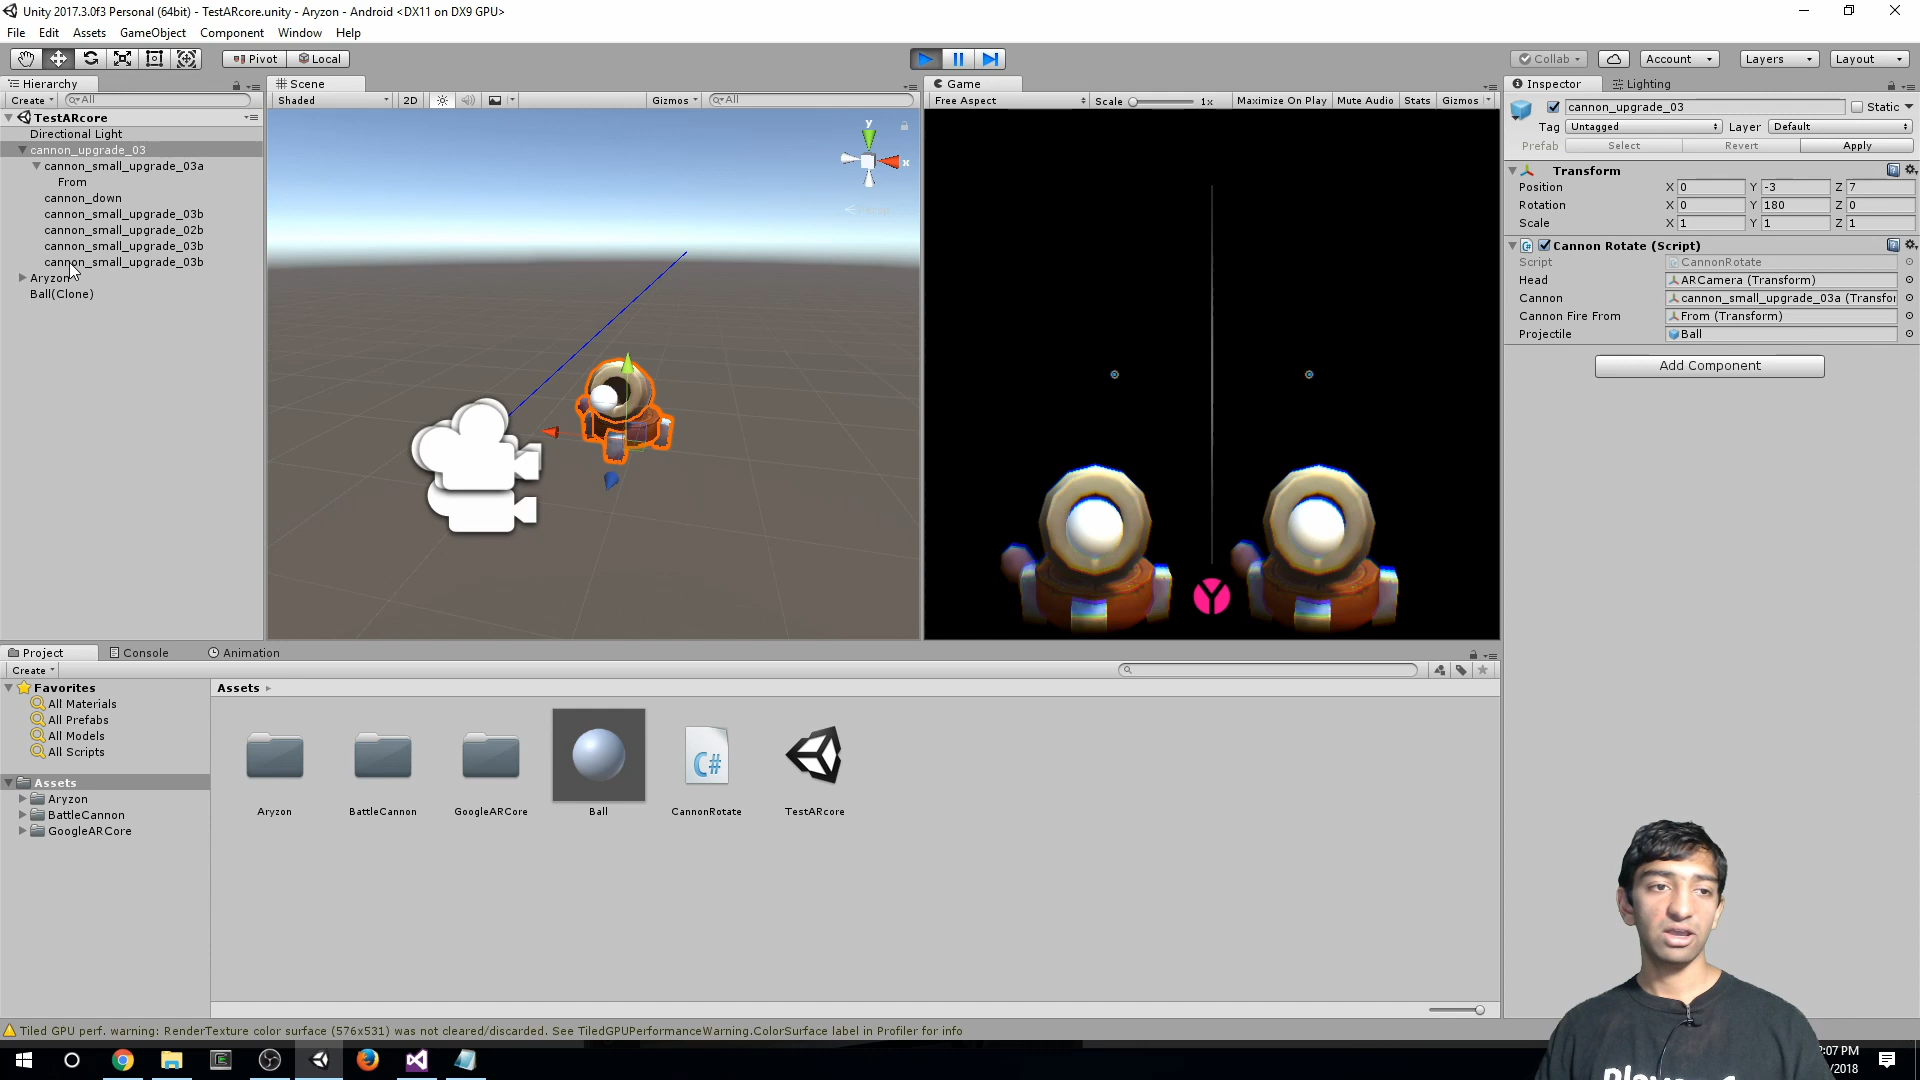 Unity 2017.3.0f3 Personal (64bit) - TestARcore.unity - Aryzon - Android <DX11 on DX9 GPU>
File Edit Assets GameObject Component Window Help
Pivot Local Collab Account Layers Layout
Hierarchy
Create All
TestARcore
Directional Light
cannon_upgrade_03
cannon_small_upgrade_03a
From
cannon_down
cannon_small_upgrade_03b
cannon_small_upgrade_02b
cannon_small_upgrade_03b
cannon_small_upgrade_03b
Aryzon
Ball(Clone)
Scene
Shaded 2D Gizmos All
y
x
Persp
Game
Free Aspect Scale 1x Maximize On Play Mute Audio Stats Gizmos
Inspector Lighting
cannon_upgrade_03 Static
Tag Untagged Layer Default
Prefab Select Revert Apply
Transform
Position X 0 Y -3 Z 7
Rotation X 0 Y 180 Z 0
Scale X 1 Y 1 Z 1
C# Cannon Rotate (Script)
Script CannonRotate
Head ARCamera (Transform)
Cannon cannon_small_upgrade_03a (Transfor
Cannon Fire From From (Transform)
Projectile Ball
Add Component
Project Console Animation
Create
Favorites
All Materials
All Prefabs
All Models
All Scripts
Assets
Aryzon
BattleCannon
GoogleARCore
Assets
C#
Aryzon BattleCannon GoogleARCore Ball CannonRotate TestARcore
Tiled GPU perf. warning: RenderTexture color surface (576x531) was not cleared/discarded. See TiledGPUPerformanceWarning.ColorSurface label in Profiler for info
:07 PM
/2018